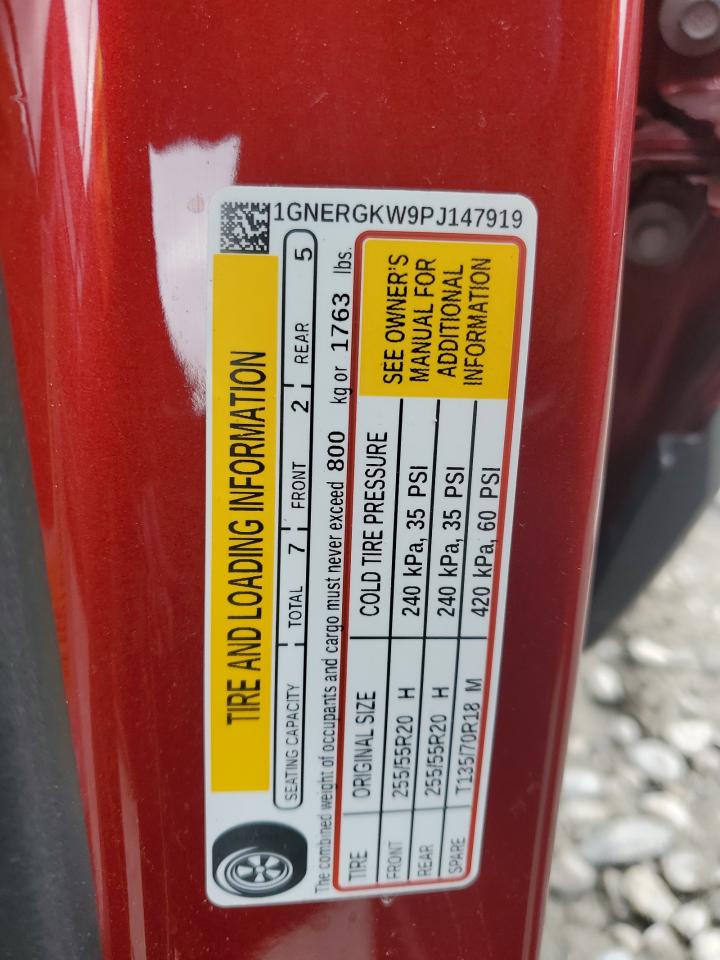 1GNERGKW9PJ147919
TIRE AND LOADING INFORMATION
SEATING CAPACITY TOTAL 7 FRONT 2 REAR 5
The combined weight of occupants and cargo must never exceed 800 kg or 1763 lbs.
TIRE ORIGINAL SIZE COLD TIRE PRESSURE
FRONT 255/55R20 H 240 kPa, 35 PSI
REAR 255/55R20 H 240 kPa, 35 PSI
SPARE T135/70R18 M 420 kPa, 60 PSI
SEE OWNER'S
MANUAL FOR
ADDITIONAL
INFORMATION